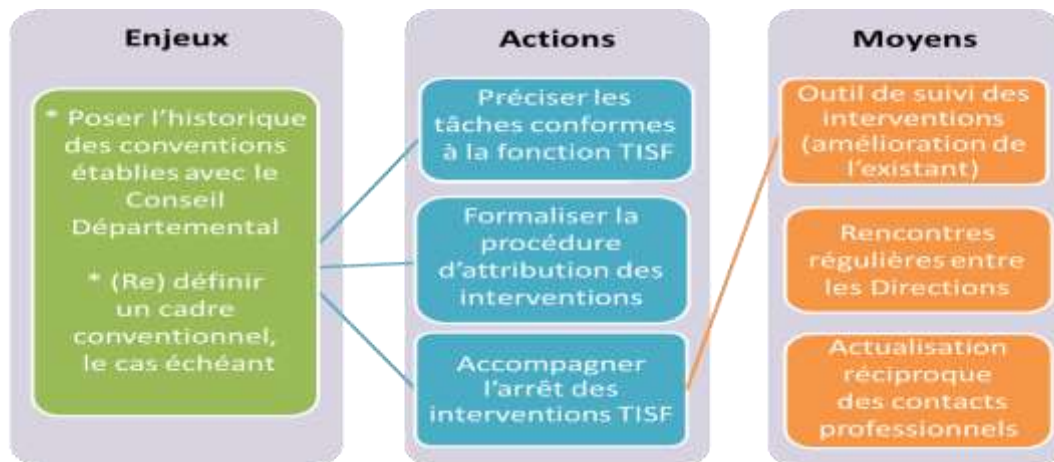 Enjeux
* Poser l'historique
des conventions
établies avec le
Conseil
Départemental
* (Re) définir
un cadre
conventionnel,
le cas échéant
Actions
Préciser les
tâches conformes
à la fonction TISF
Formaliser la
procédure
d'attribution des
interventions
Accompagner
l'arrêt des
interventions TISF
Moyens
Outil de suivi des
interventions
(amélioration de
l'existant)
Rencontres
régulières entre
les Directions
Actualisation
réciproque
des contacts
professionnels